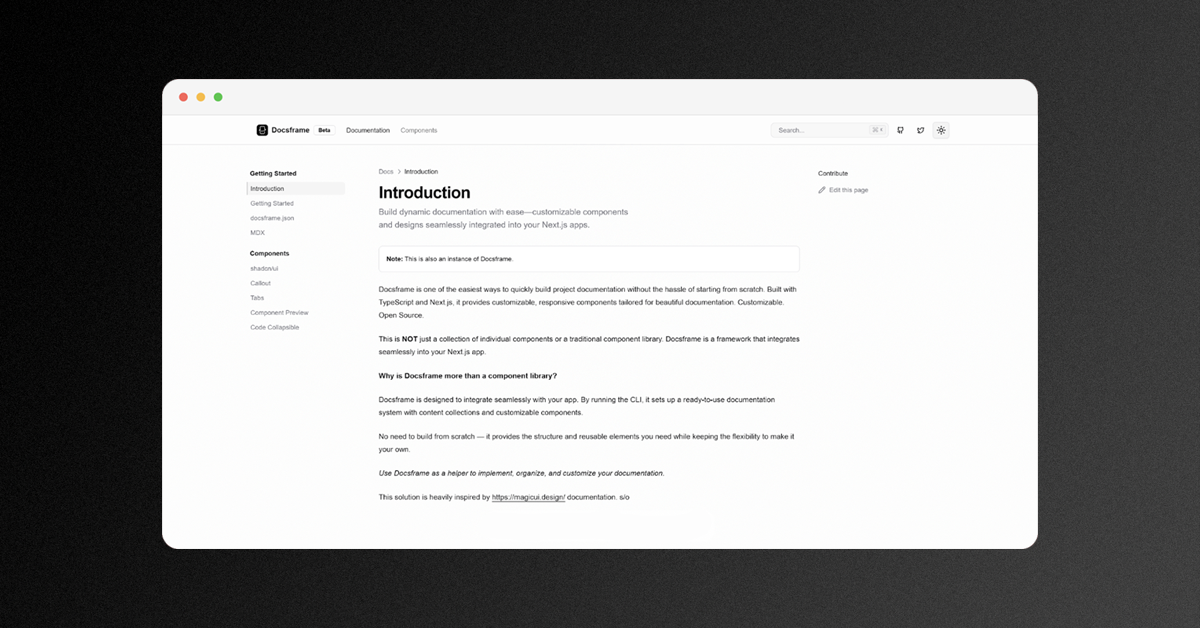 Docsframe Beta Documentation Components Search... ⌘ K
Getting Started
Introduction
Getting Started
docsframe.json
MDX
Components
shadcn/ui
Callout
Tabs
Component Preview
Code Collapsible
Docs > Introduction
Introduction
Build dynamic documentation with ease—customizable components
and designs seamlessly integrated into your Next.js apps.
Note: This is also an instance of Docsframe.
Docsframe is one of the easiest ways to quickly build project documentation without the hassle of starting from scratch. Built with
TypeScript and Next.js, it provides customizable, responsive components tailored for beautiful documentation. Customizable.
Open Source.
This is NOT just a collection of individual components or a traditional component library. Docsframe is a framework that integrates
seamlessly into your Next.js app.
Why is Docsframe more than a component library?
Docsframe is designed to integrate seamlessly with your app. By running the CLI, it sets up a ready-to-use documentation
system with content collections and customizable components.
No need to build from scratch — it provides the structure and reusable elements you need while keeping the flexibility to make it
your own.
Use Docsframe as a helper to implement, organize, and customize your documentation.
This solution is heavily inspired by https://magicui.design/ documentation. s/o
Contribute
Edit this page